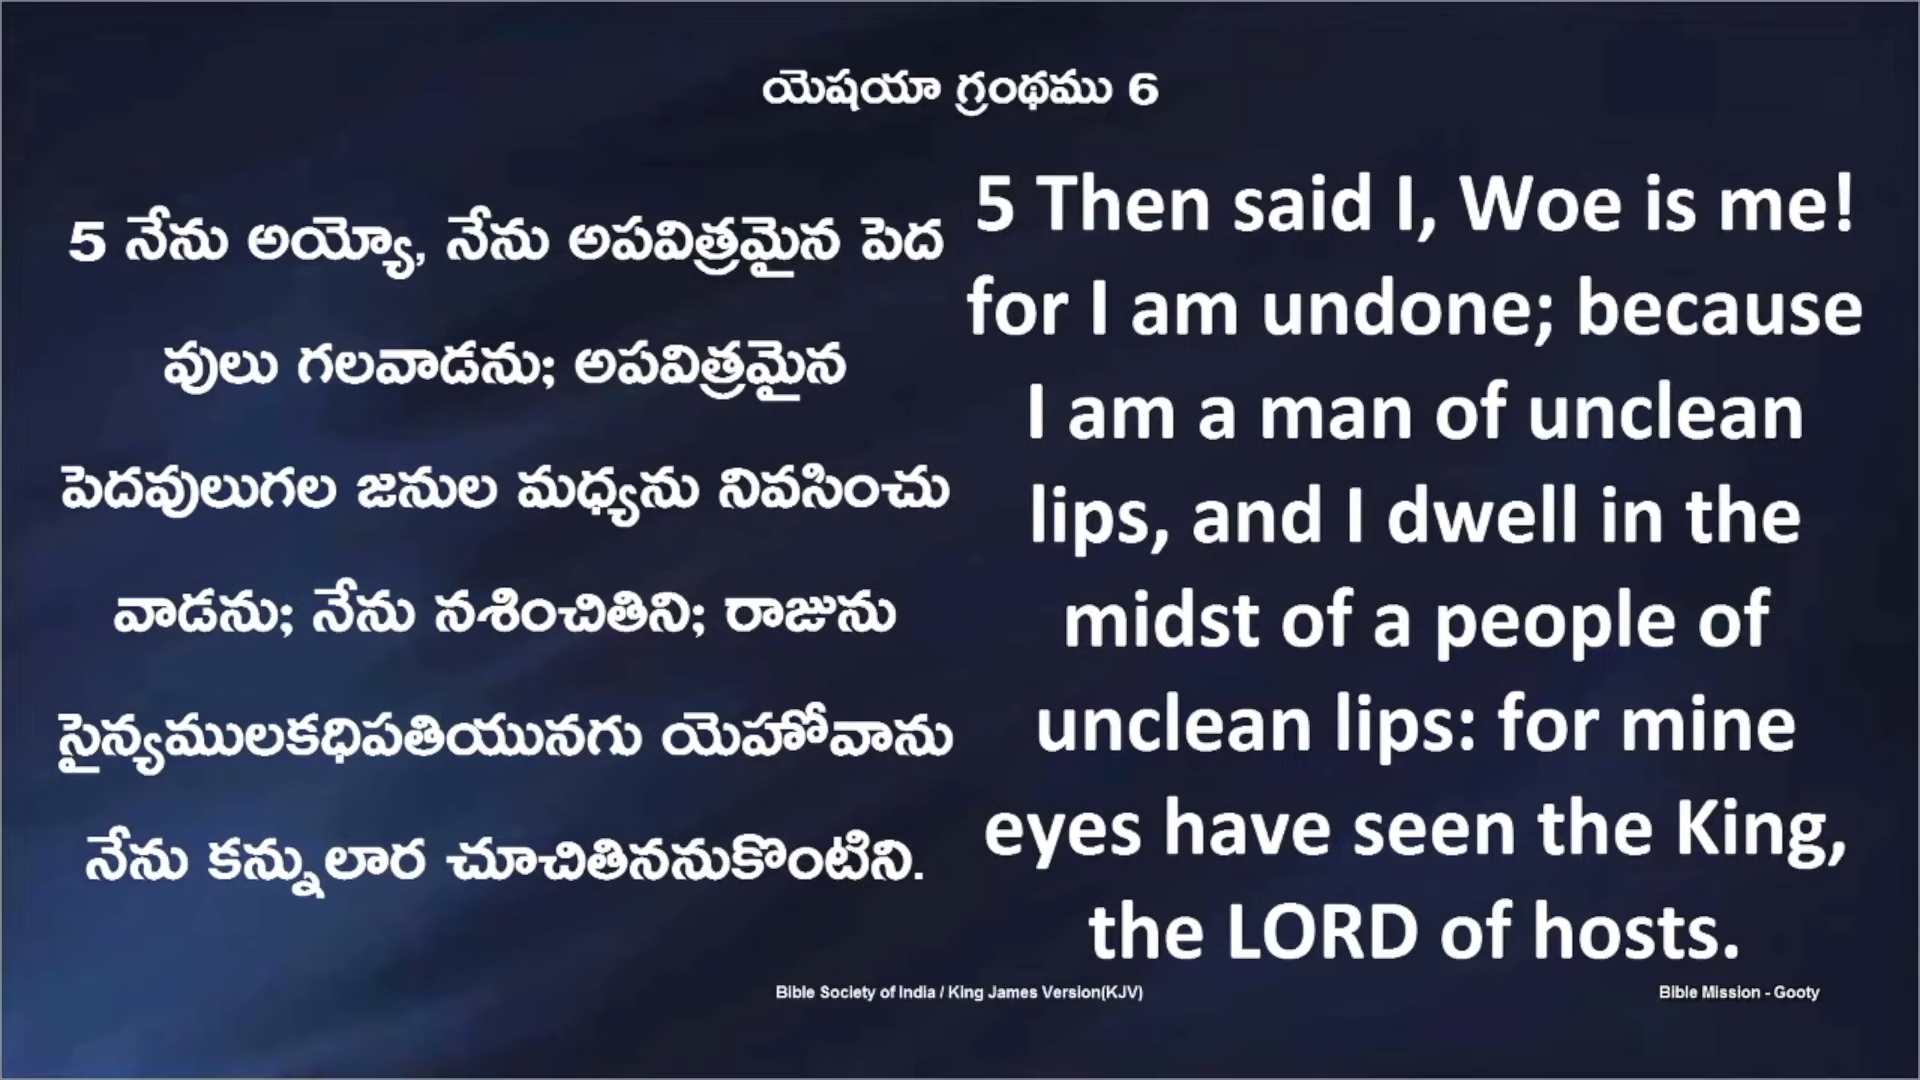 యెషయా గ్రంథము 6
5 నేను అయ్యో, నేను అపవిత్రమైన పెద
వులు గలవాడను; అపవిత్రమైన
పెదవులుగల జనుల మధ్యను నివసించు
వాడను; నేను నశించితిని; రాజును
సైన్యములకధిపతియునగు యెహోవాను
నేను కన్నులార చూచితిననుకొంటిని.
5 Then said I, Woe is me!
for I am undone; because
I am a man of unclean
lips, and I dwell in the
midst of a people of
unclean lips: for mine
eyes have seen the King,
the LORD of hosts.
Bible Society of India / King James Version(KJV)
Bible Mission - Gooty